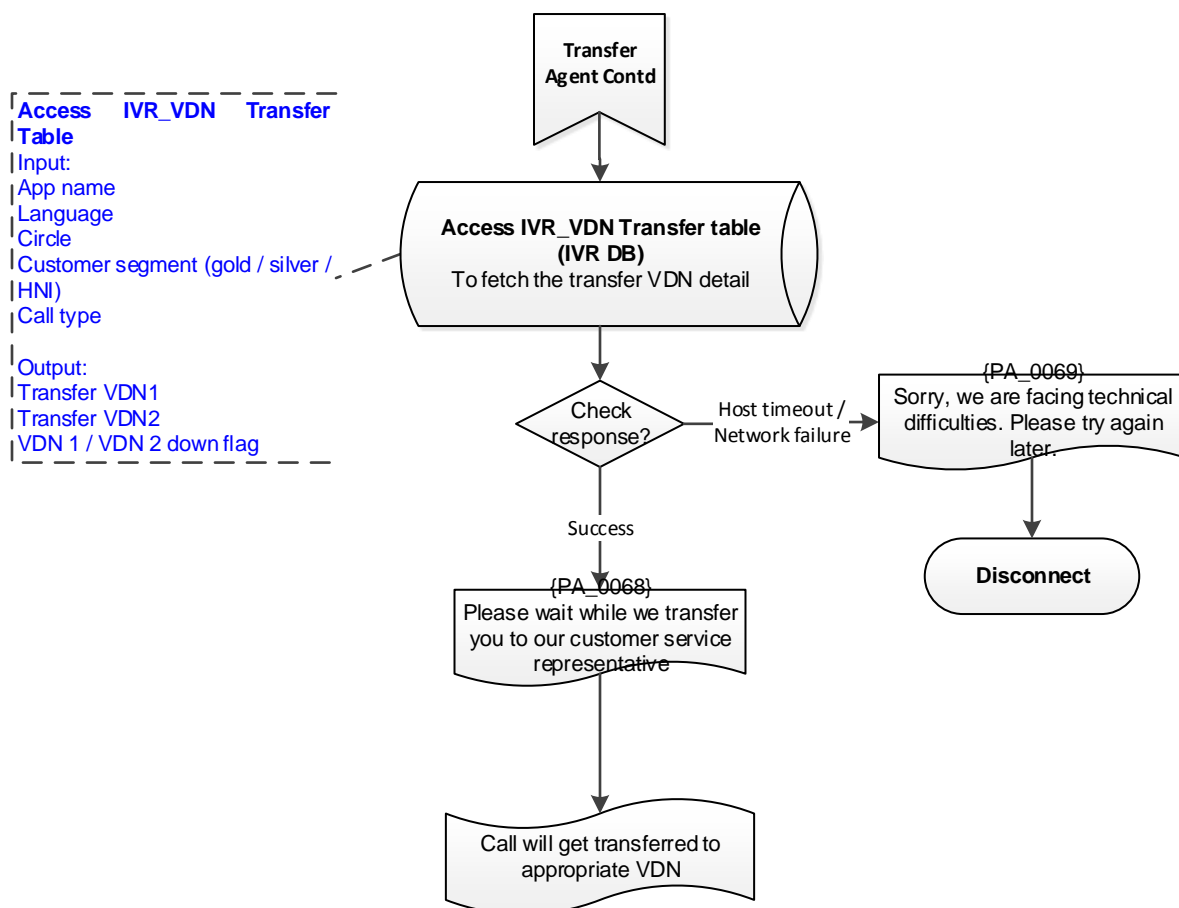 Transfer
Agent Contd
Access IVR_VDN Transfer
Table
Input:
App name
Language
Circle
Customer segment (gold / silver /
HNI)
Call type
Output:
Transfer VDN1
Transfer VDN2
VDN 1 / VDN 2 down flag
Access IVR_VDN Transfer table
(IVR DB)
To fetch the transfer VDN detail
Check
response?
Host timeout /
Network failure
{PA_0069}
Sorry, we are facing technical
difficulties. Please try again
later.
Disconnect
Success
{PA_0068}
Please wait while we transfer
you to our customer service
representative
Call will get transferred to
appropriate VDN